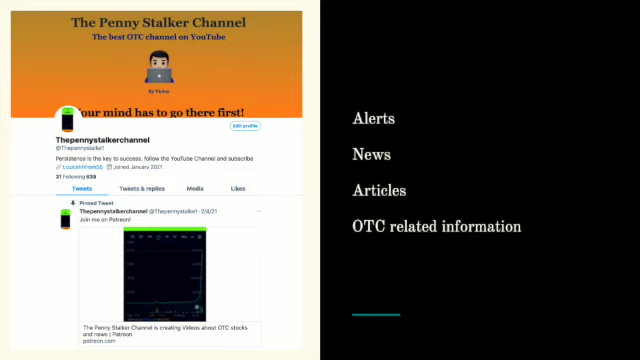 The Penny Stalker Channel
The best OTC channel on YouTube
By Victor
Your mind has to go there first!
Edit profile
Thepennystalkerchannel
@Thepennystalke1
Persistence is the key to success, follow the YouTube Channel and subscribe
Joined January 2021
31 Following 639
Tweets Tweets & replies Media Likes
Pinned Tweet
Thepennystalkerchannel @Thepennystalke1 · 2/4/21
Join me on Patreon!
The Penny Stalker Channel is creating Videos about OTC stocks
and news | Patreon
patreon.com
Alerts
News
Articles
OTC related information